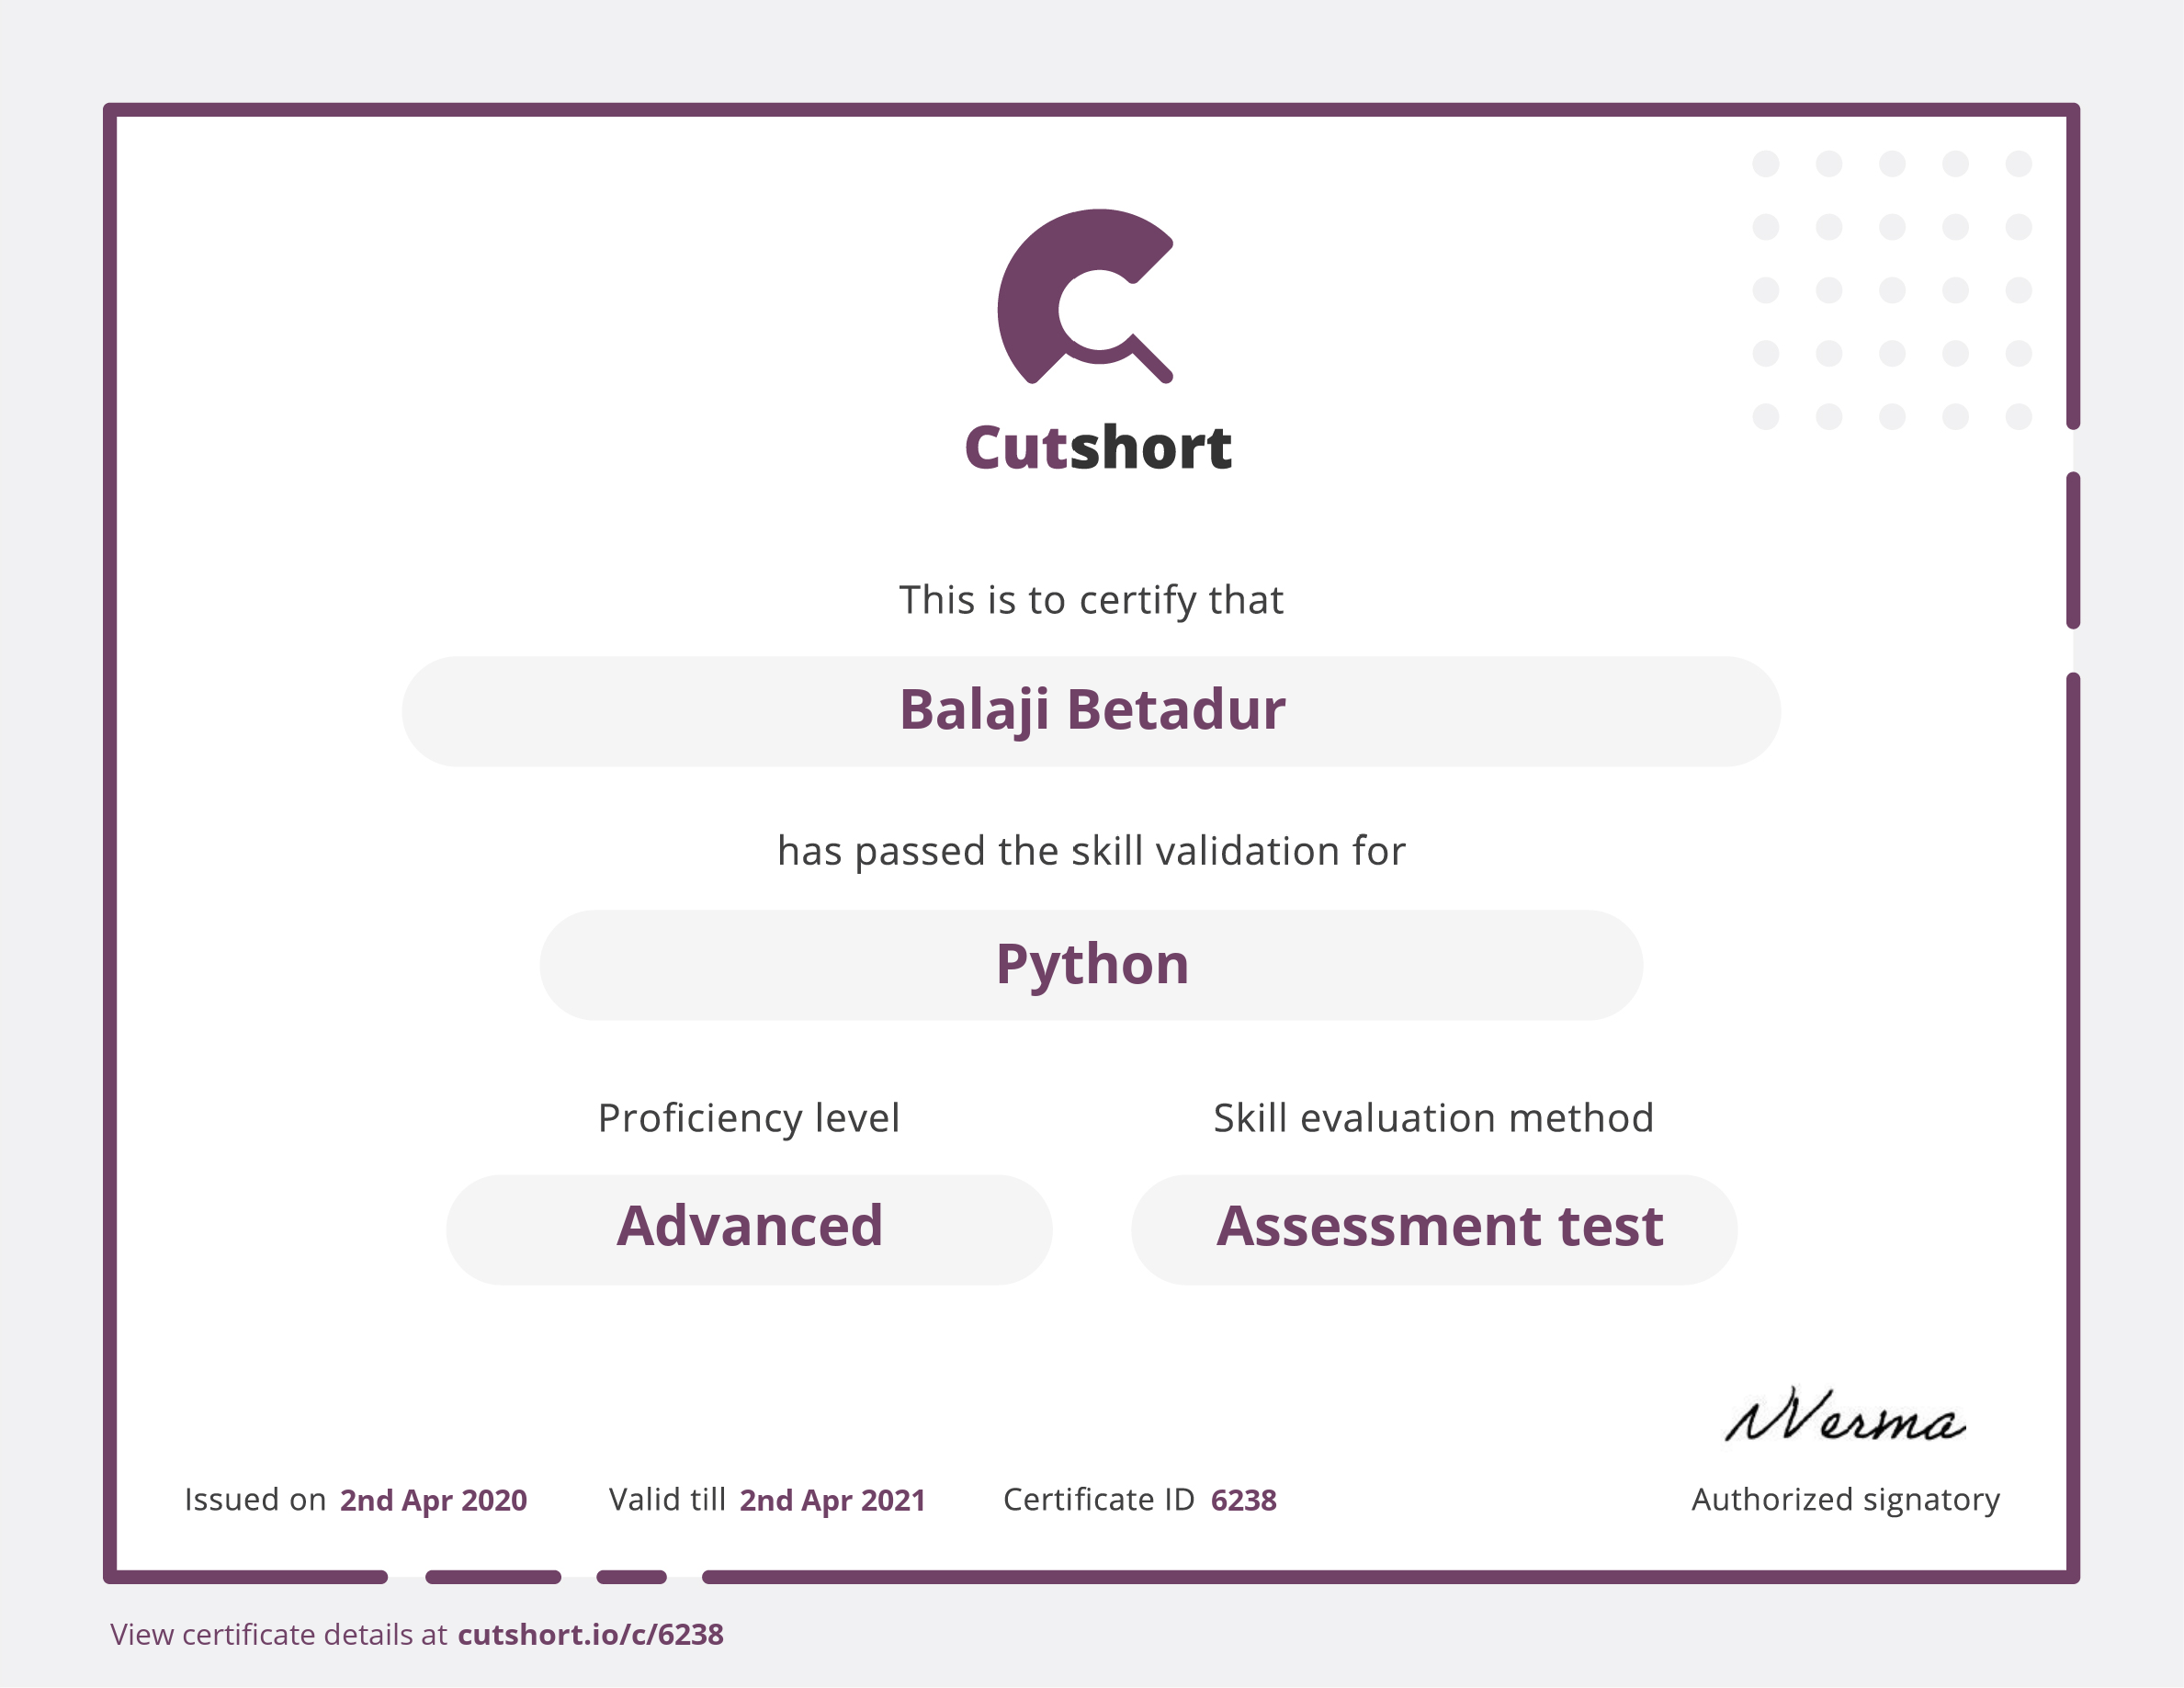 Cutshort
This is to certify that
Balaji Betadur
has passed the skill validation for
Python
Proficiency level
Skill evaluation method
Advanced
Assessment test
Issued on 2nd Apr 2020
Valid till 2nd Apr 2021
Certificate ID 6238
Authorized signatory
View certificate details at cutshort.io/c/6238